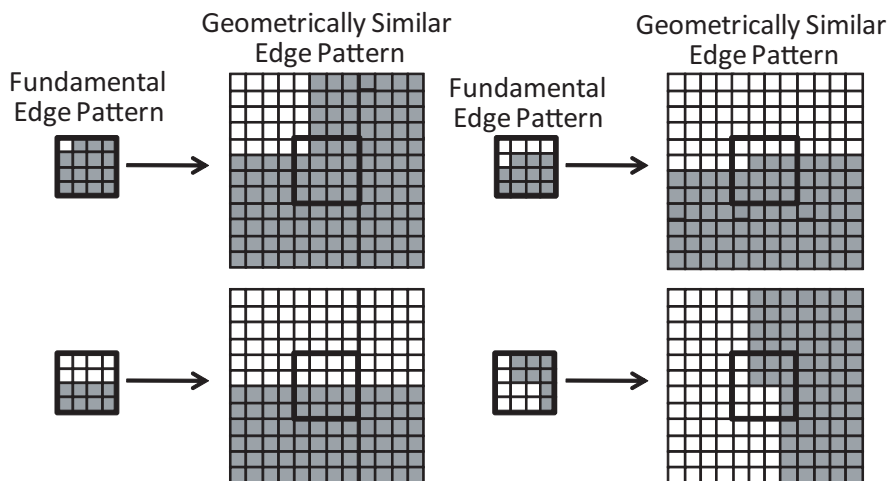 Geometrically Similar
Edge Pattern
Fundamental
Edge Pattern
Geometrically Similar
Edge Pattern
Fundamental
Edge Pattern